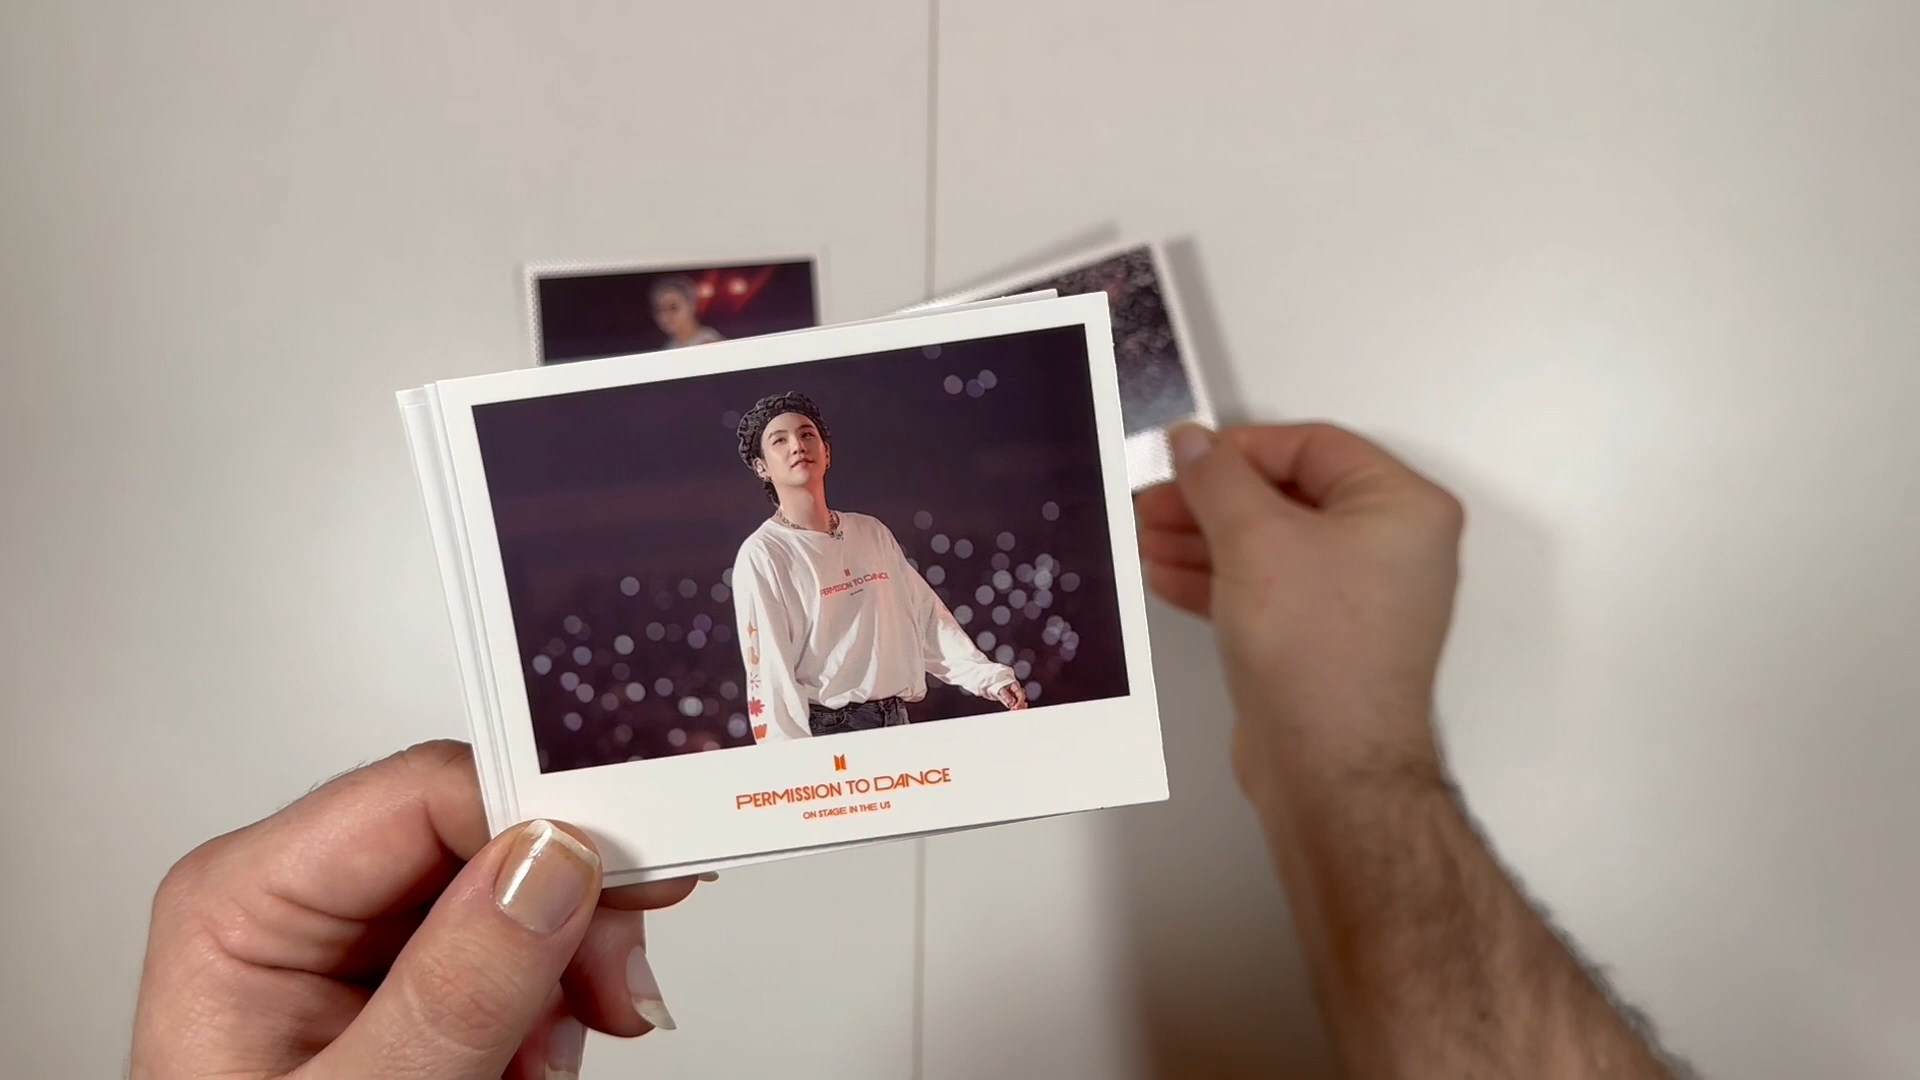 PERMISSION TO DANCE
PERMISSION TO DANCE
ON STAGE IN THE US